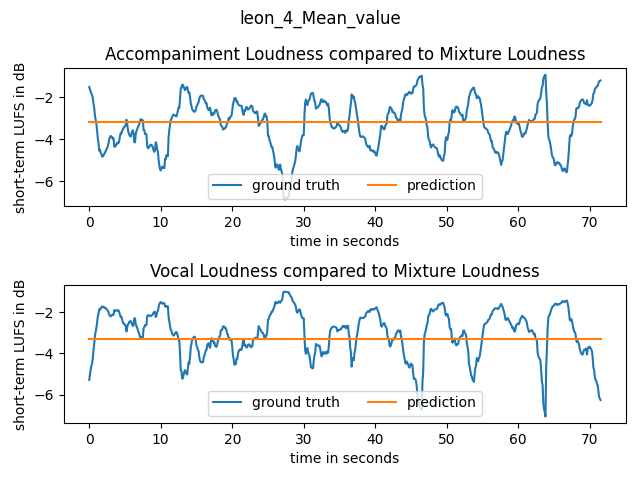 leon_4_Mean_value
Accompaniment Loudness compared to Mixture Loudness
short-term LUFS in dB
−2
−4
−6
ground truth
prediction
0 10 20 30 40 50 60 70
time in seconds
Vocal Loudness compared to Mixture Loudness
short-term LUFS in dB
−2
−4
−6
ground truth
prediction
0 10 20 30 40 50 60 70
time in seconds